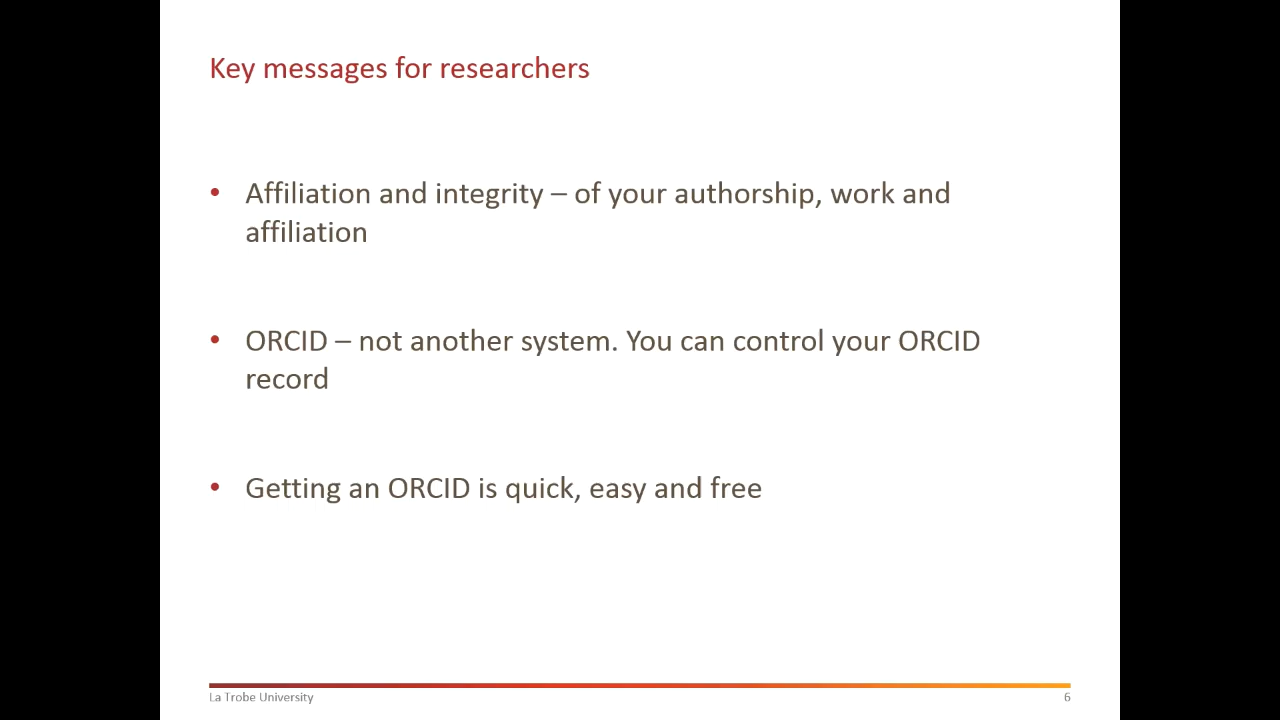 Key messages for researchers
• Affiliation and integrity – of your authorship, work and
affiliation
• ORCID – not another system. You can control your ORCID
record
• Getting an ORCID is quick, easy and free
La Trobe University
6